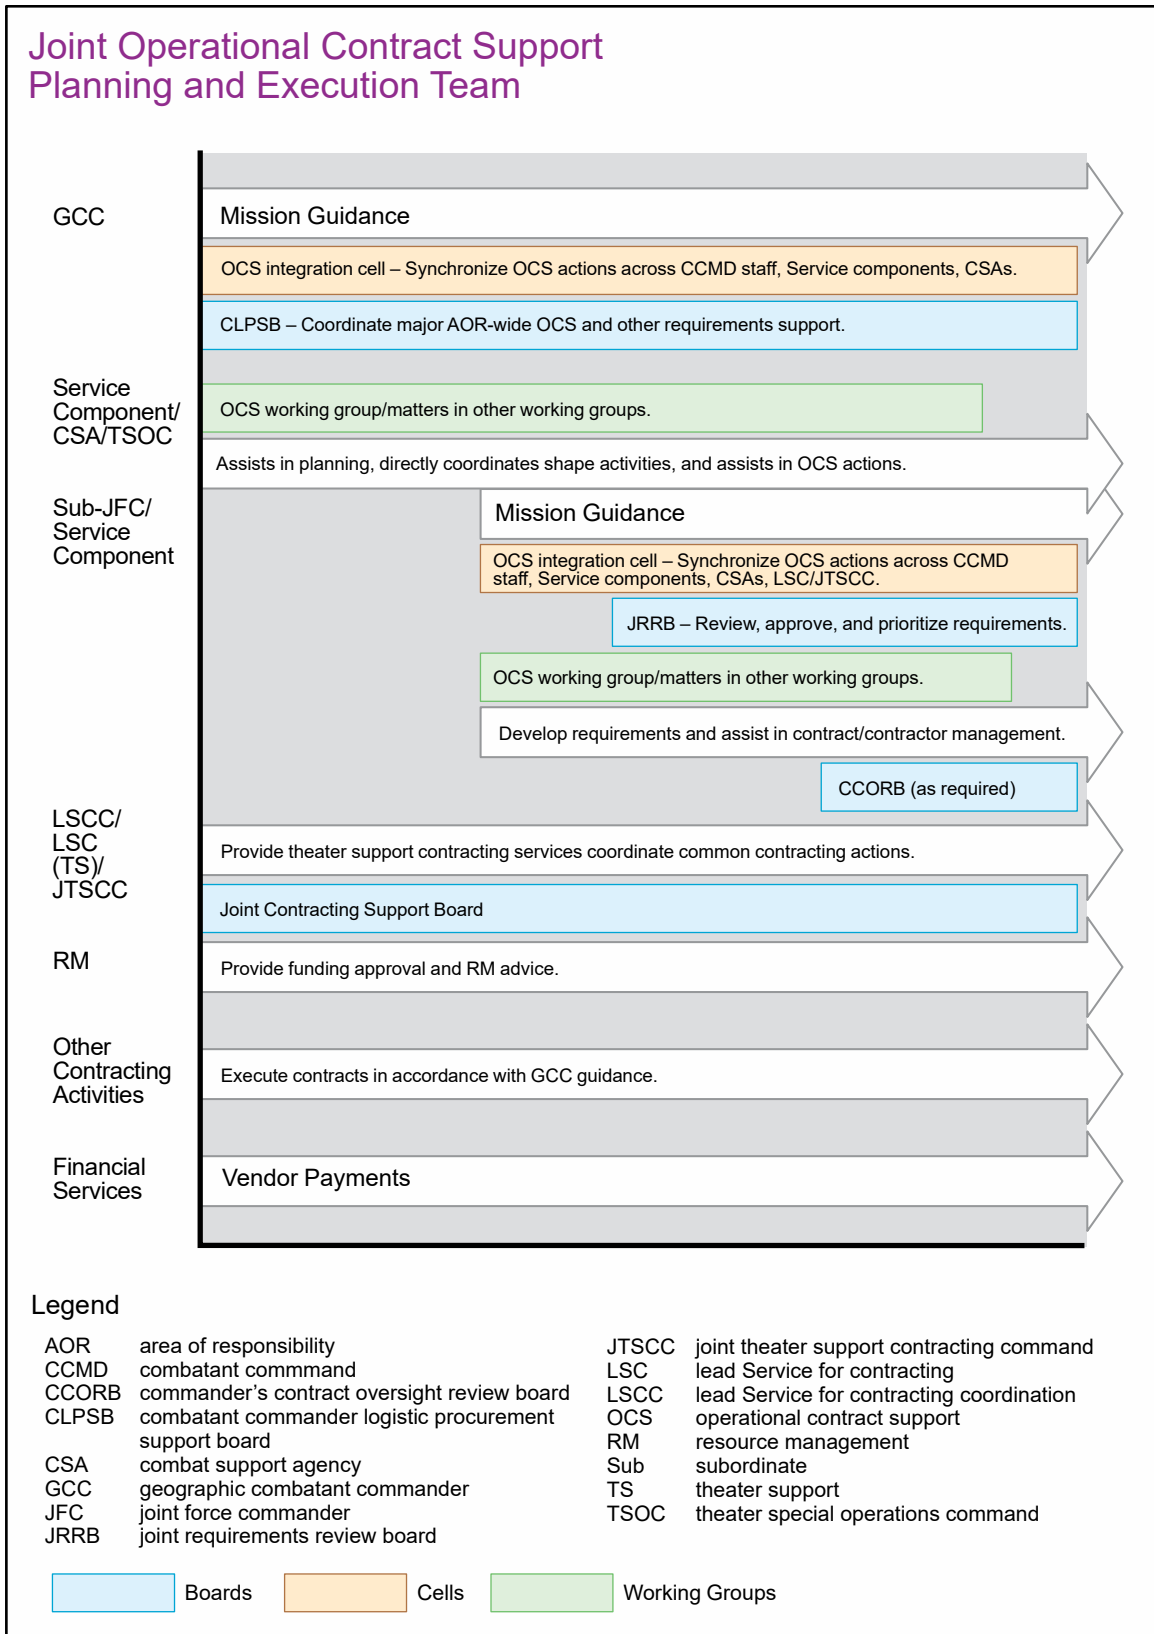 Joint Operational Contract Support
Planning and Execution Team
GCC
Mission Guidance
OCS integration cell – Synchronize OCS actions across CCMD staff, Service components, CSAs.
CLPSB – Coordinate major AOR-wide OCS and other requirements support.
Service
Component/
CSA/TSOC
OCS working group/matters in other working groups.
Assists in planning, directly coordinates shape activities, and assists in OCS actions.
Sub-JFC/
Service
Component
Mission Guidance
OCS integration cell – Synchronize OCS actions across CCMD
staff, Service components, CSAs, LSC/JTSCC.
JRRB – Review, approve, and prioritize requirements.
OCS working group/matters in other working groups.
Develop requirements and assist in contract/contractor management.
CCORB (as required)
LSCC/
LSC
(TS)/
JTSCC
Provide theater support contracting services coordinate common contracting actions.
Joint Contracting Support Board
RM
Provide funding approval and RM advice.
Other
Contracting
Activities
Execute contracts in accordance with GCC guidance.
Financial
Services
Vendor Payments
Legend
AOR area of responsibility
CCMD combatant commmand
CCORB commander's contract oversight review board
CLPSB combatant commander logistic procurement
support board
CSA combat support agency
GCC geographic combatant commander
JFC joint force commander
JRRB joint requirements review board
JTSCC joint theater support contracting command
LSC lead Service for contracting
LSCC lead Service for contracting coordination
OCS operational contract support
RM resource management
Sub subordinate
TS theater support
TSOC theater special operations command
Boards
Cells
Working Groups